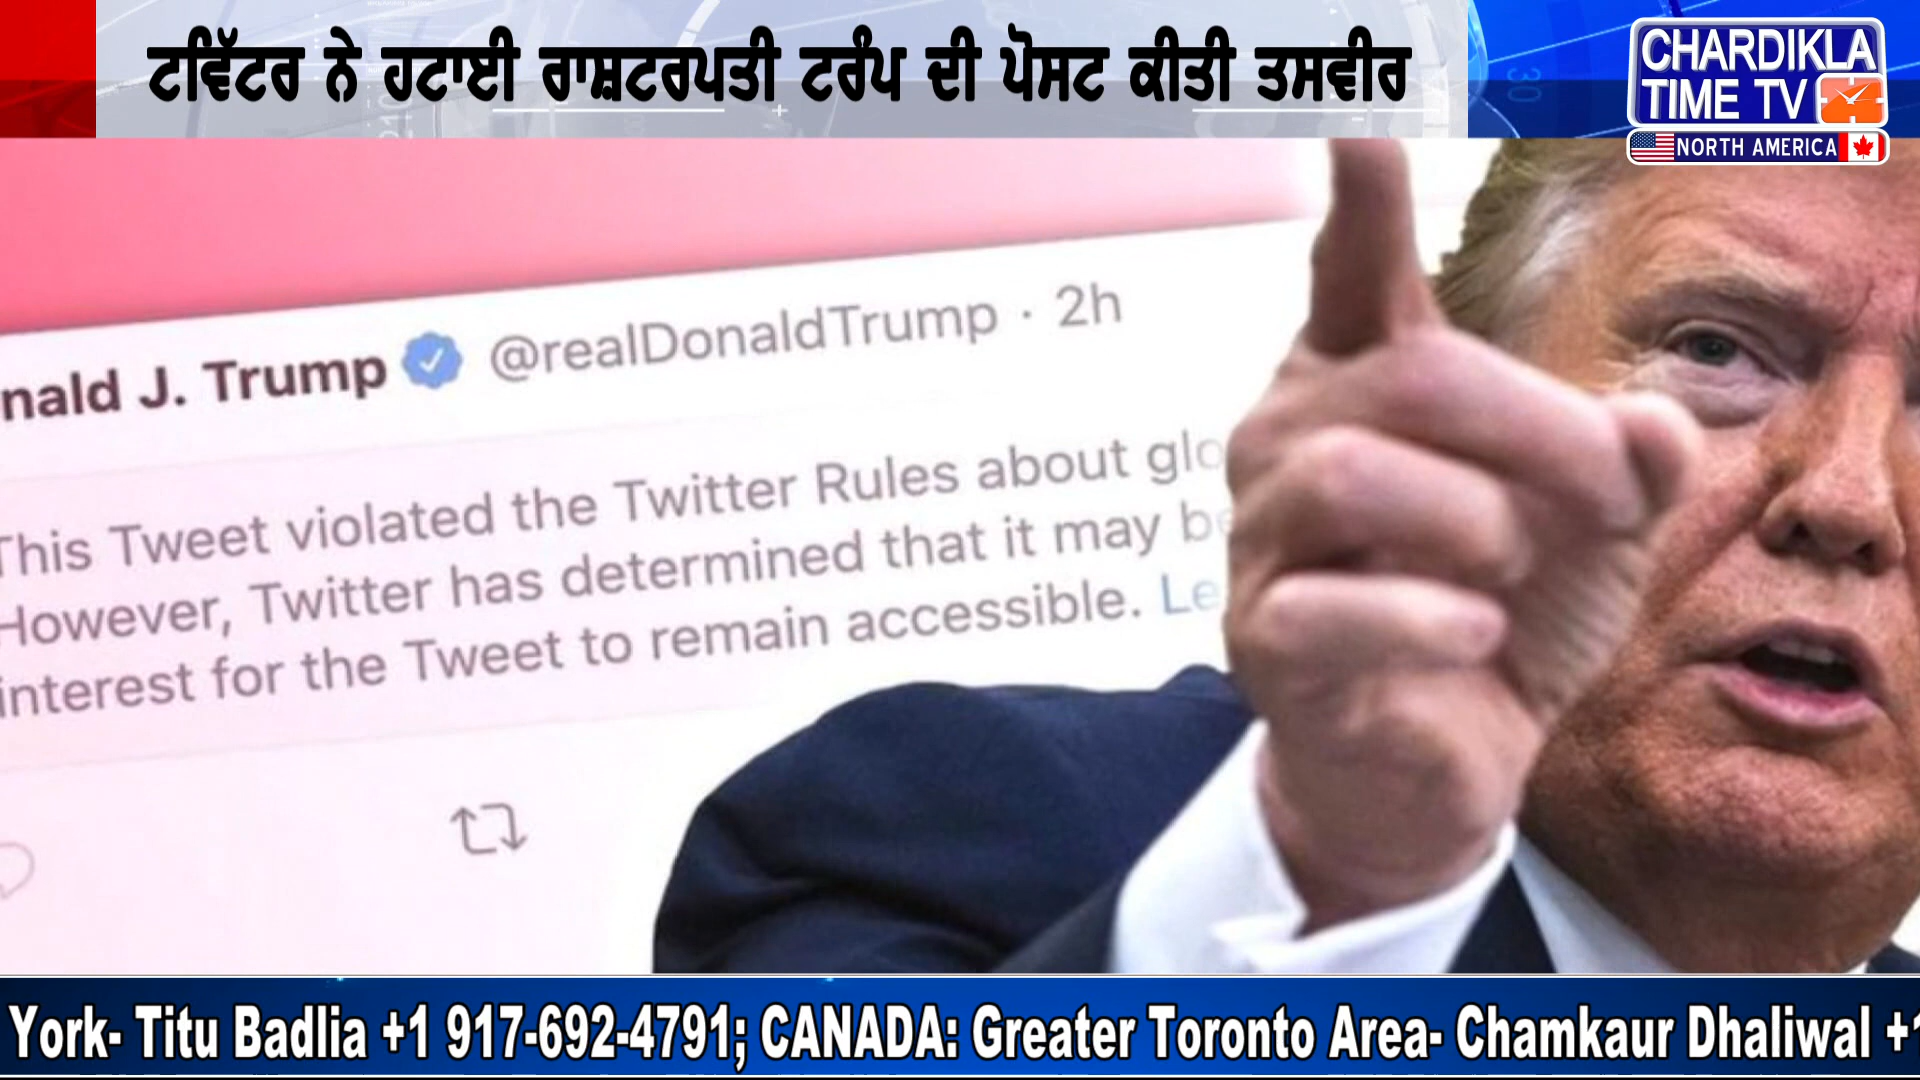 ਟਵਿੱਟਰ ਨੇ ਹਟਾਈ ਰਾਸ਼ਟਰਪਤੀ ਟਰੰਪ ਦੀ ਪੋਸਟ ਕੀਤੀ ਤਸਵੀਰ
CHARDIKLA
TIME TV
NORTH AMERICA
nald J. Trump @realDonaldTrump · 2h
This Tweet violated the Twitter Rules about glo
However, Twitter has determined that it may be
interest for the Tweet to remain accessible. Le
York- Titu Badlia +1 917-692-4791; CANADA: Greater Toronto Area- Chamkaur Dhaliwal +1